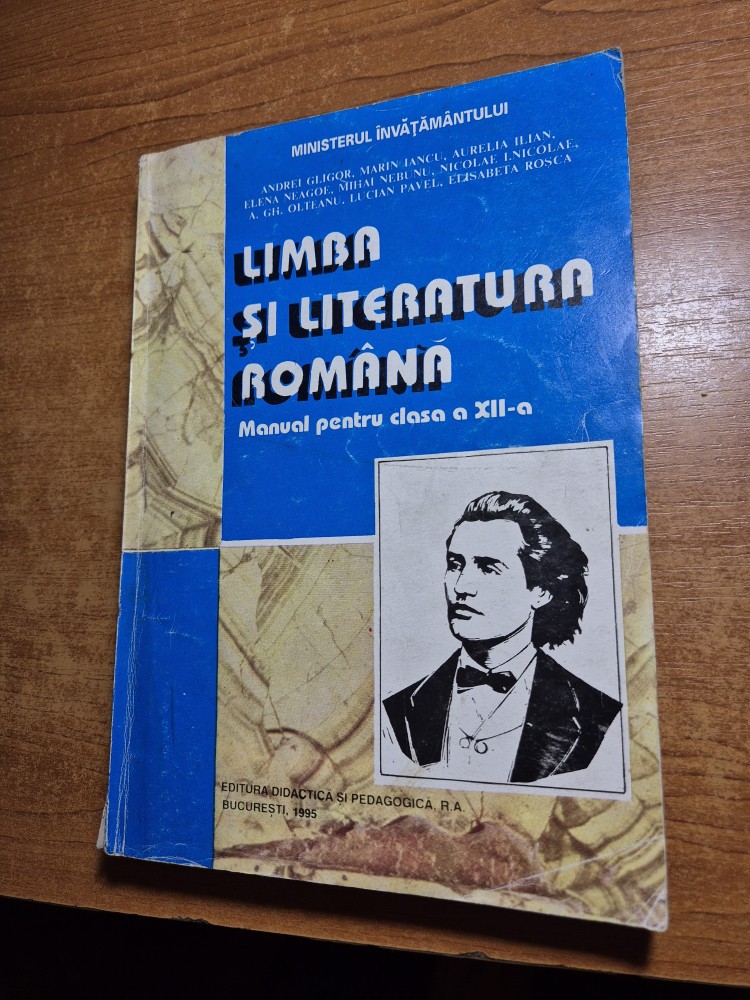 MINISTERUL ÎNVĂȚĂMÂNTULUI
ANDREI GLIGOR, MARIN IANCU, AURELIA ILIAN,
ELENA NEAGOE, MIHAI NEBUNU, NICOLAE I.NICOLAE,
A. GH. OLTEANU, LUCIAN PAVEL, ELISABETA ROȘCA
LIMBA
ȘI LITERATURA
ROMÂNĂ
Manual pentru clasa a XII-a
EDITURA DIDACTICĂ ȘI PEDAGOGICĂ, R.A.
BUCUREȘTI, 1995